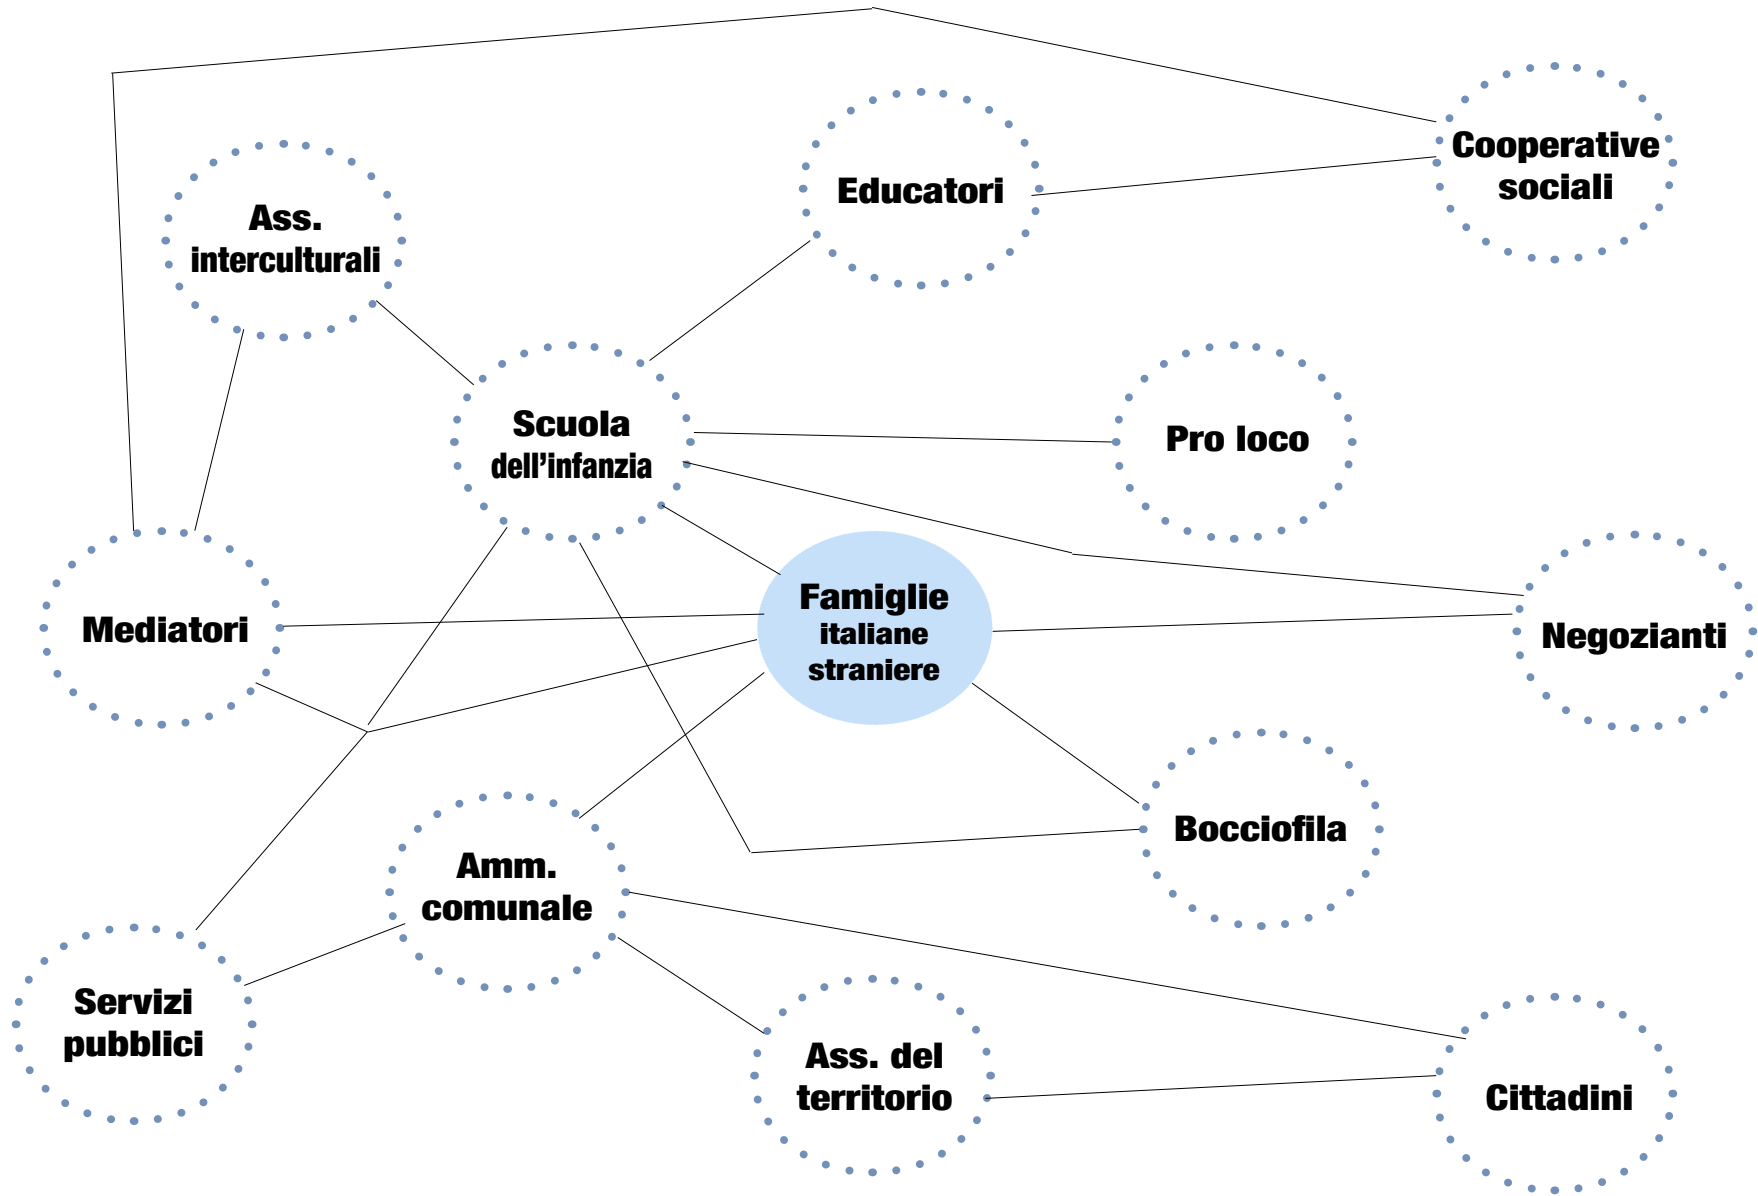 Cooperative
sociali
Educatori
Ass.
interculturali
Scuola
dell'infanzia
Pro loco
Famiglie
italiane
straniere
Mediatori
Negozianti
Bocciofila
Amm.
comunale
Servizi
pubblici
Ass. del
territorio
Cittadini